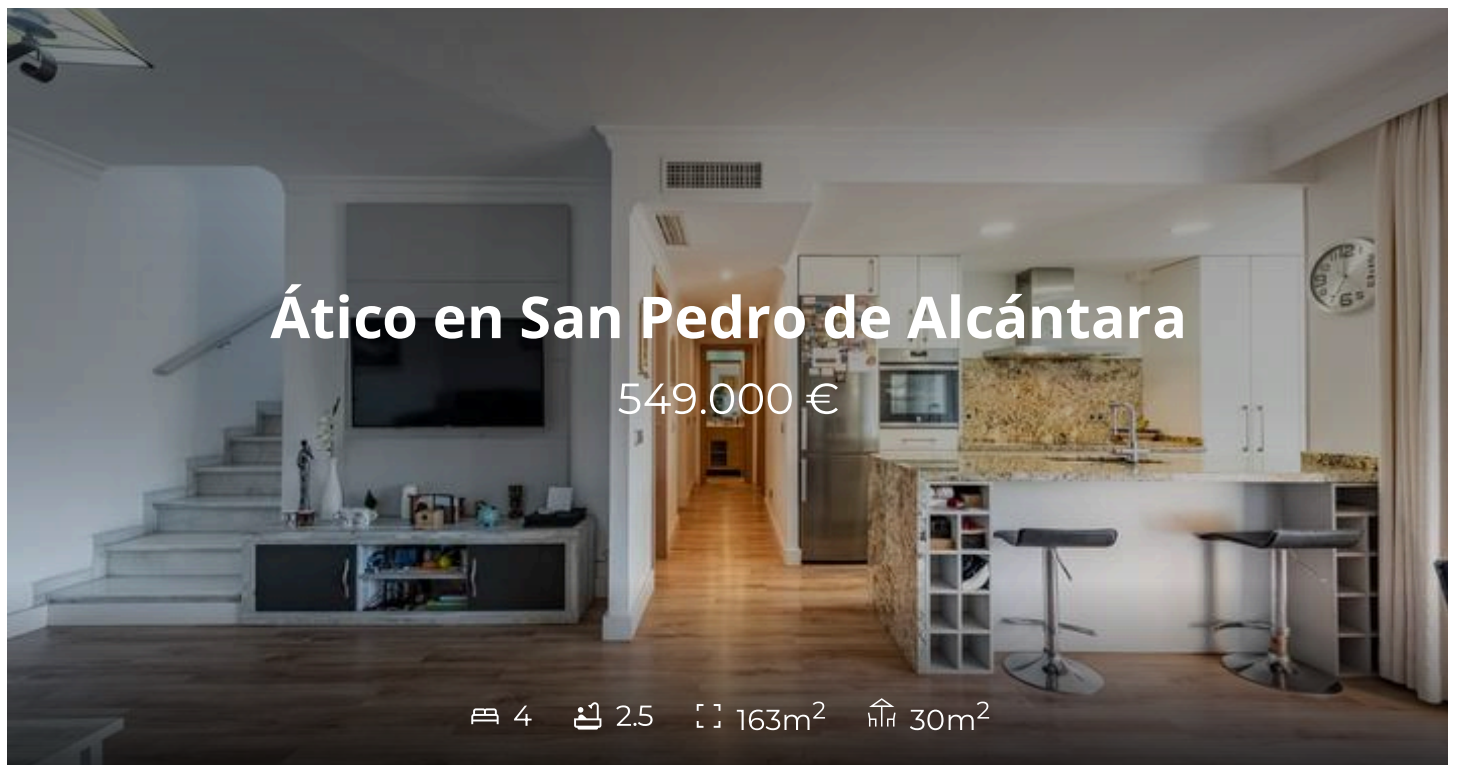 Ático en San Pedro de Alcántara
549.000 €
4 2.5 163m² 30m²